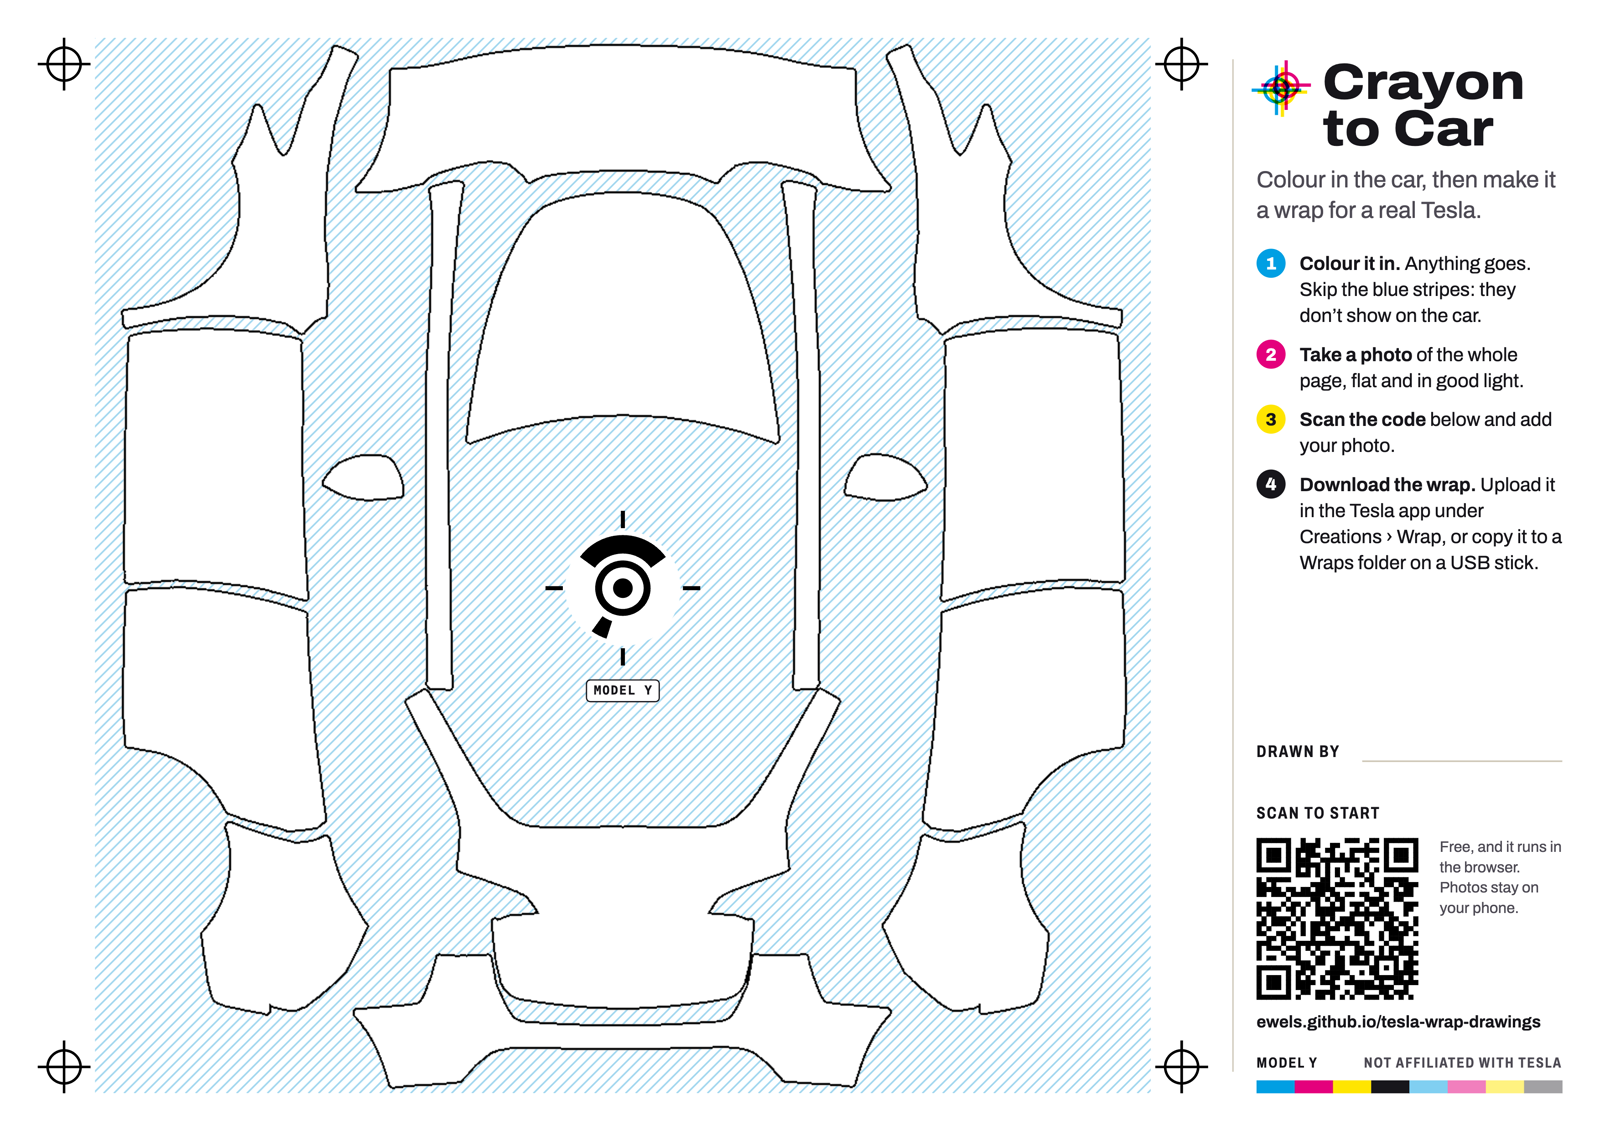 Crayon
to Car
Colour in the car, then make it
a wrap for a real Tesla.
1 Colour it in. Anything goes.
Skip the blue stripes: they
don’t show on the car.
2 Take a photo of the whole
page, flat and in good light.
3 Scan the code below and add
your photo.
4 Download the wrap. Upload it
in the Tesla app under
Creations › Wrap, or copy it to a
Wraps folder on a USB stick.
MODEL Y
DRAWN BY
SCAN TO START
Free, and it runs in
the browser.
Photos stay on
your phone.
ewels.github.io/tesla-wrap-drawings
MODEL Y NOT AFFILIATED WITH TESLA